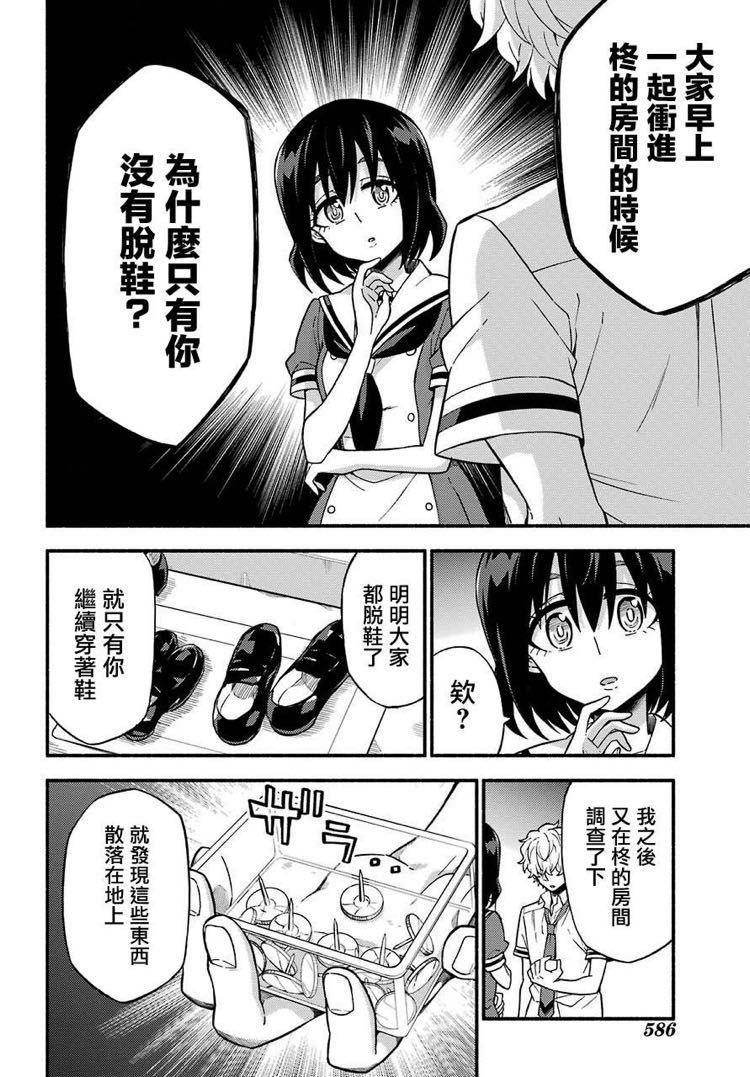 大家早上
一起衝進
柊的房間的時候
為什麼只有你
沒有脫鞋？
欸？
明明大家
都脫鞋了
就只有你
繼續穿著鞋
我之後
又在柊的房間
調查了下
ザラ
就發現這些東西
散落在地上
586